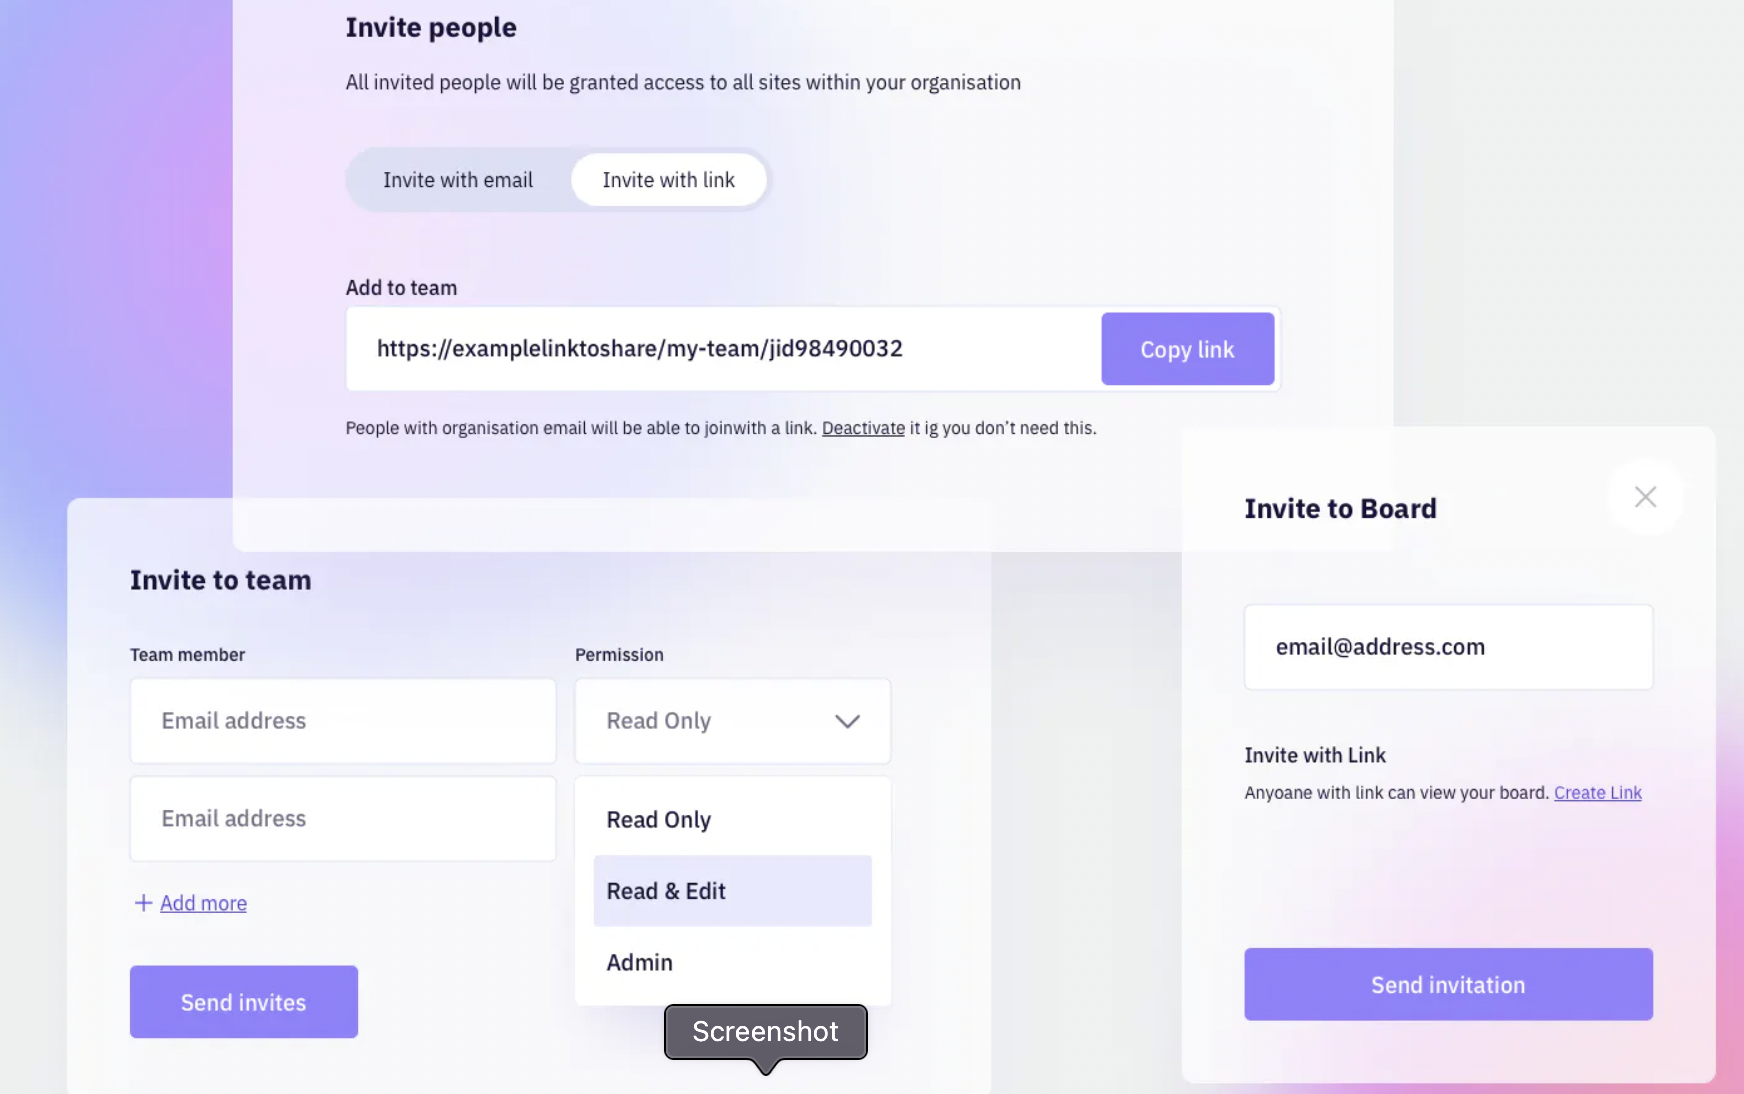 Invite people
All invited people will be granted access to all sites within your organisation
Invite with email
Invite with link
Add to team
https://examplelinktoshare/my-team/jid98490032
Copy link
People with organisation email will be able to joinwith a link. Deactivate it ig you don't need this.
Invite to team
Team member
Permission
Email address
Read Only
Email address
Read Only
Read & Edit
Admin
+ Add more
Send invites
Screenshot
Invite to Board
email@address.com
Invite with Link
Anyoane with link can view your board. Create Link
Send invitation